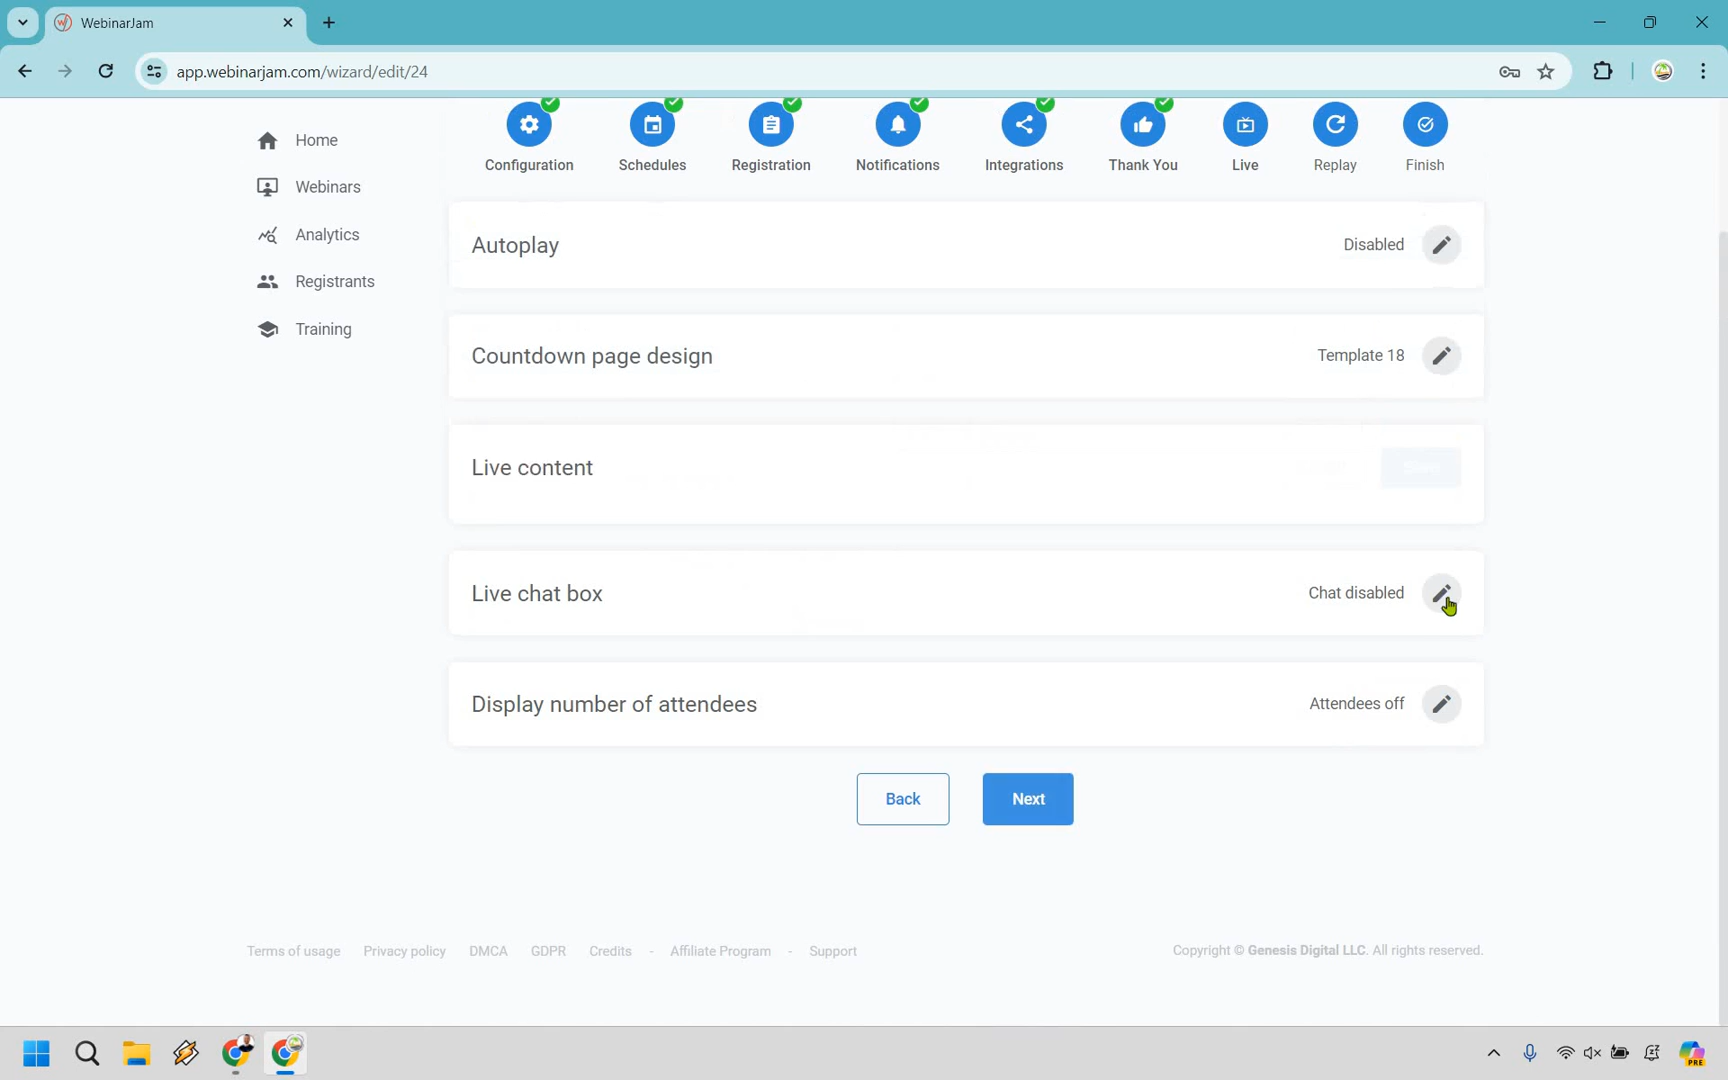 WebinarJam
app.webinarjam.com/wizard/edit/24
Home
Webinars
Analytics
Registrants
Training
Configuration
Schedules
Registration
Notifications
Integrations
Thank You
Live
Replay
Finish
Autoplay
Disabled
Countdown page design
Template 18
Live content
Live chat box
Chat disabled
Display number of attendees
Attendees off
Back
Next
Terms of usage Privacy policy DMCA GDPR Credits - Affiliate Program - Support
Copyright © Genesis Digital LLC. All rights reserved.
PRE